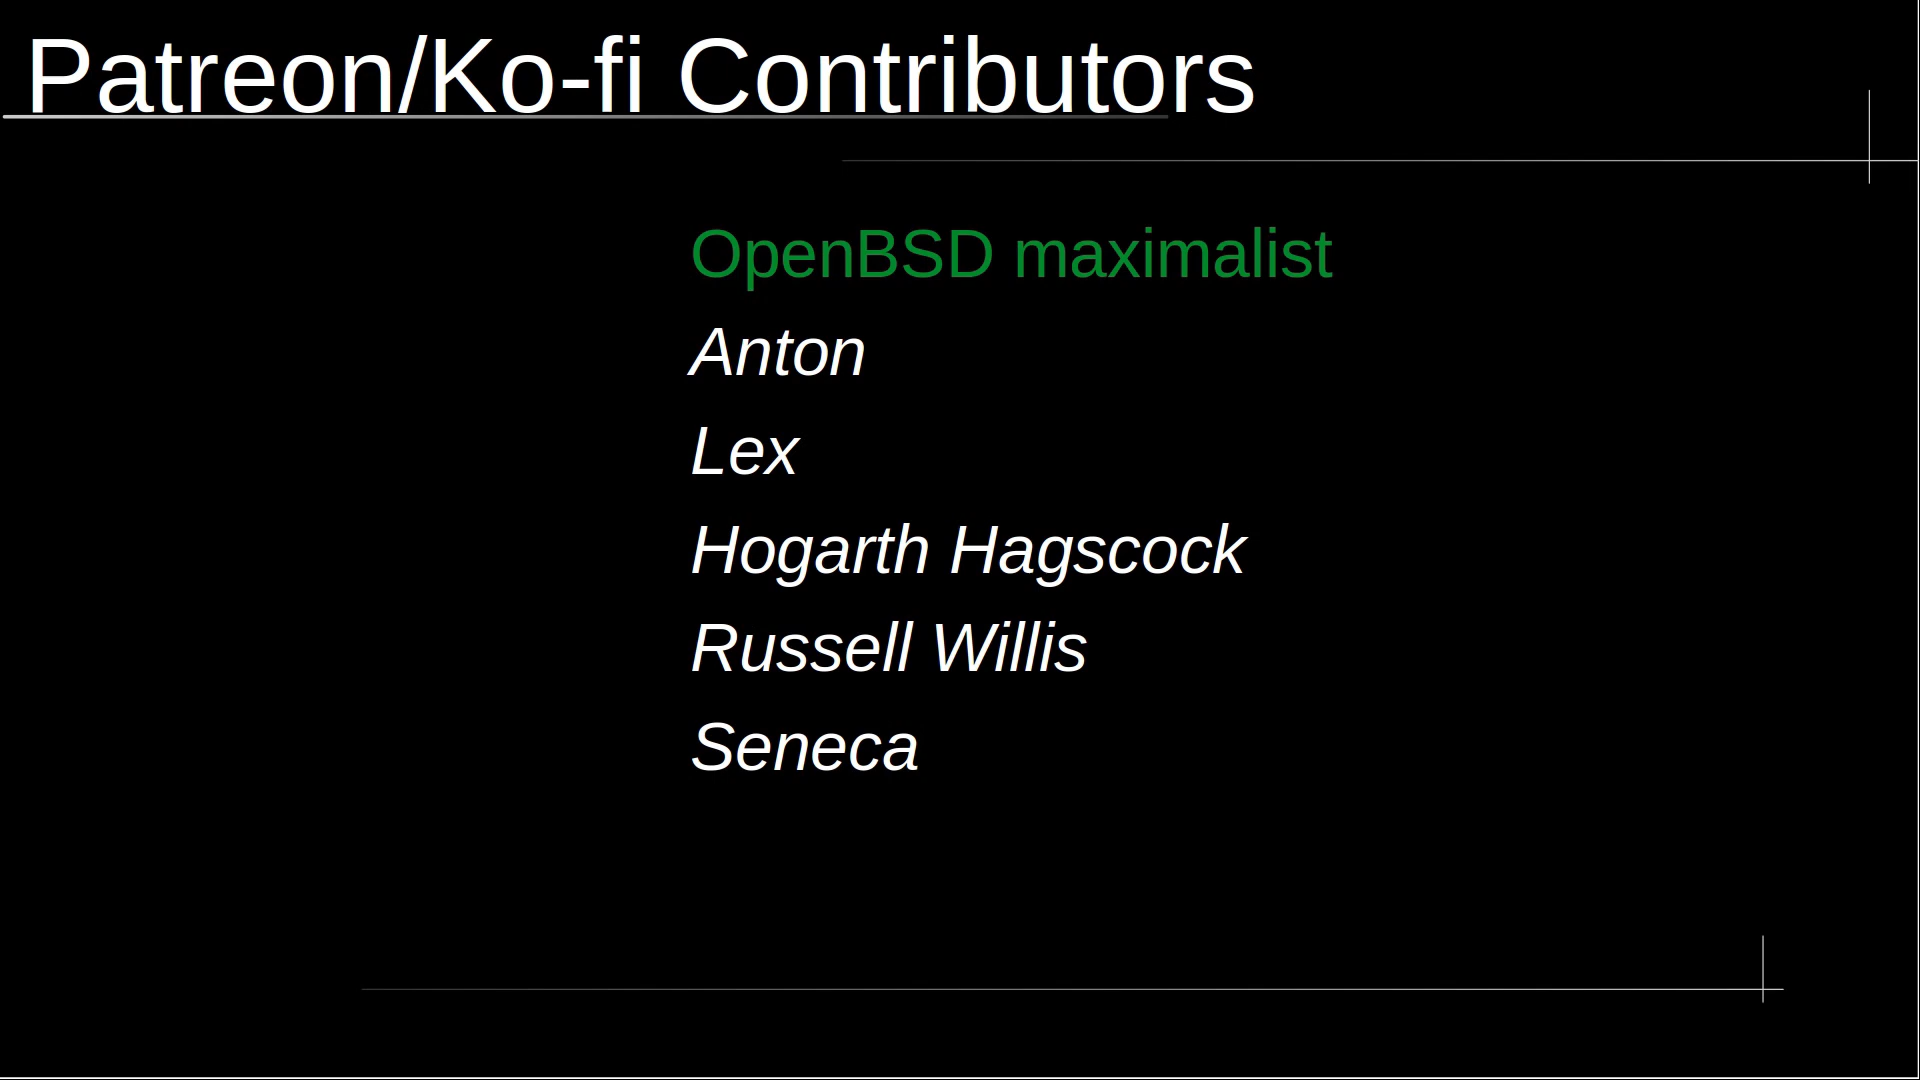 Patreon/Ko-fi Contributors
OpenBSD maximalist
Anton
Lex
Hogarth Hagscock
Russell Willis
Seneca